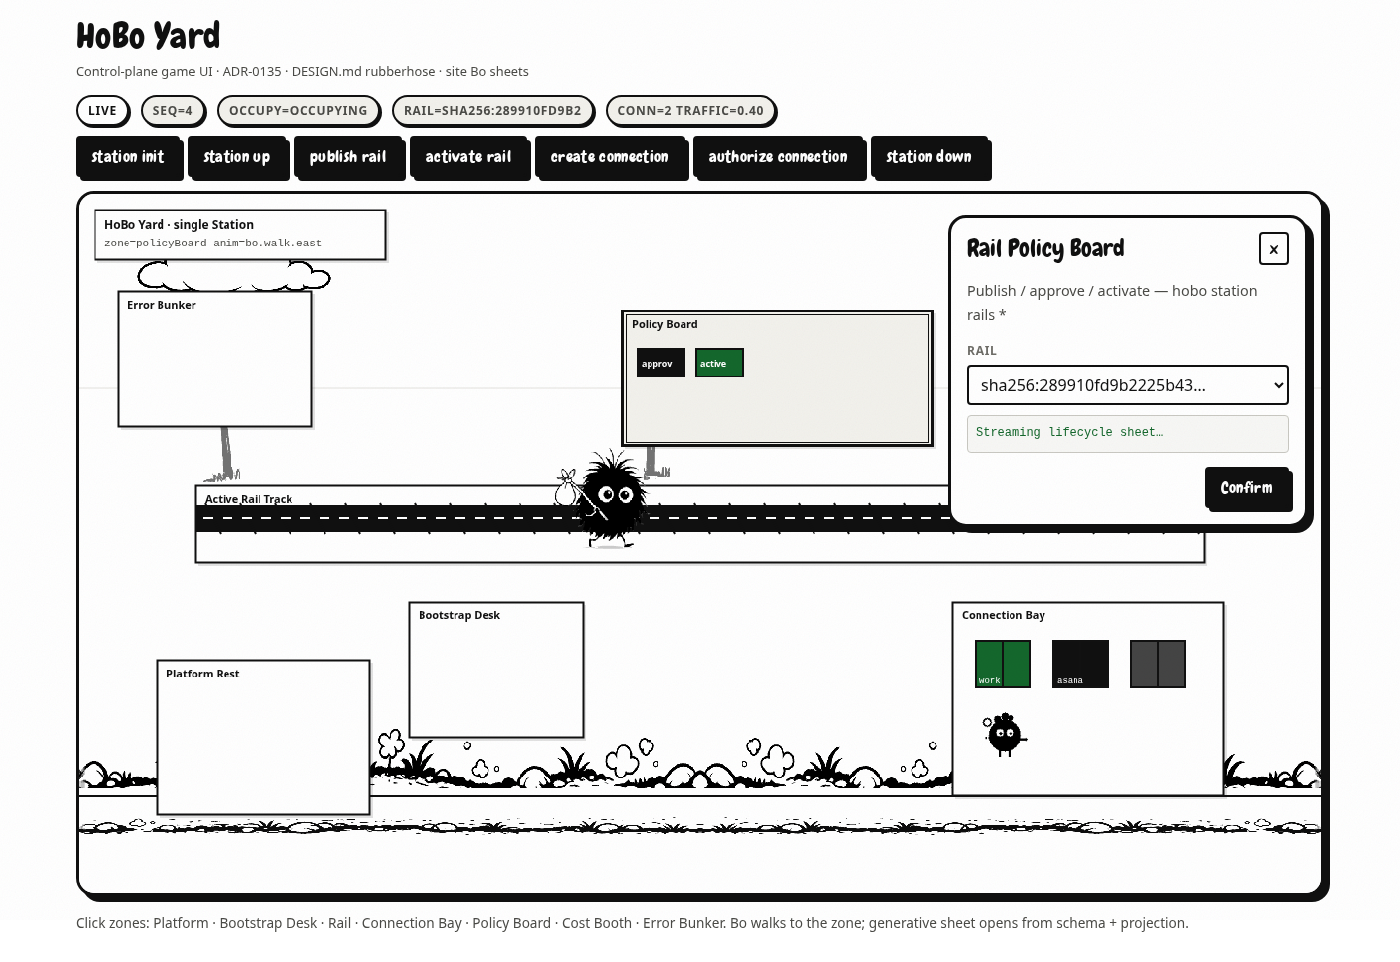 HoBo Yard
Control-plane game UI · ADR-0135 · DESIGN.md rubberhose · site Bo sheets
LIVE
SEQ=4
OCCUPY=OCCUPYING
RAIL=SHA256:289910FD9B2
CONN=2 TRAFFIC=0.40
station init
station up
publish rail
activate rail
create connection
authorize connection
station down
HoBo Yard · single Station
zone=policyBoard anim=bo.walk.east
Error Bunker
Policy Board
approv
active
Rail Policy Board
x
Publish / approve / activate — hobo station
rails *
RAIL
sha256:289910fd9b2225b43...
Streaming lifecycle sheet…
Confirm
Active Rail Track
Bootstrap Desk
Connection Bay
work
asana
Platform Rest
Click zones: Platform · Bootstrap Desk · Rail · Connection Bay · Policy Board · Cost Booth · Error Bunker. Bo walks to the zone; generative sheet opens from schema + projection.